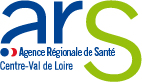 ars
Agence Régionale de Santé
Centre-Val de Loire